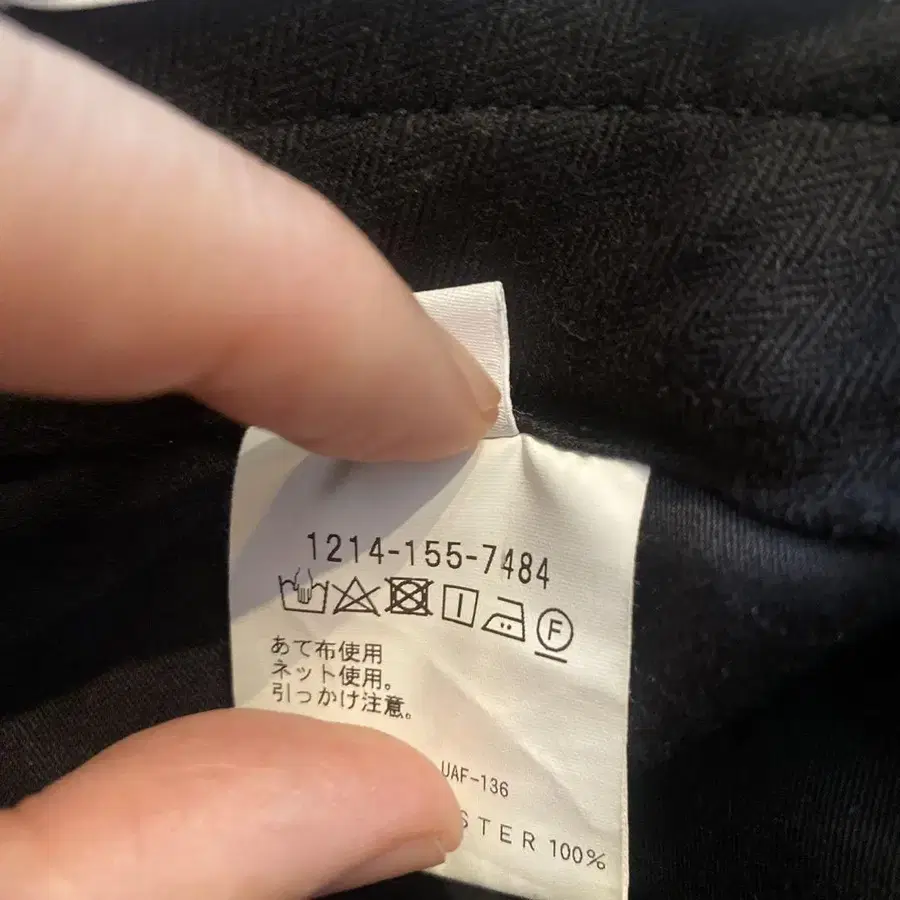 1214-155-7484
F
あて布使用
ネット使用。
引っかけ注意。
UAF-136
STER 100%